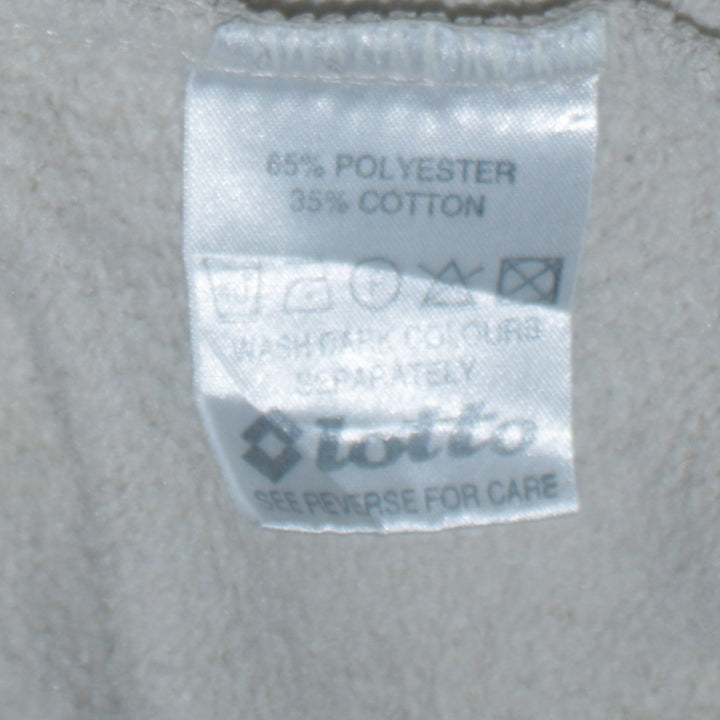 65% POLYESTER
35% COTTON
P
WASH DARK COLOURS
SEPARATELY
lotto
SEE REVERSE FOR CARE